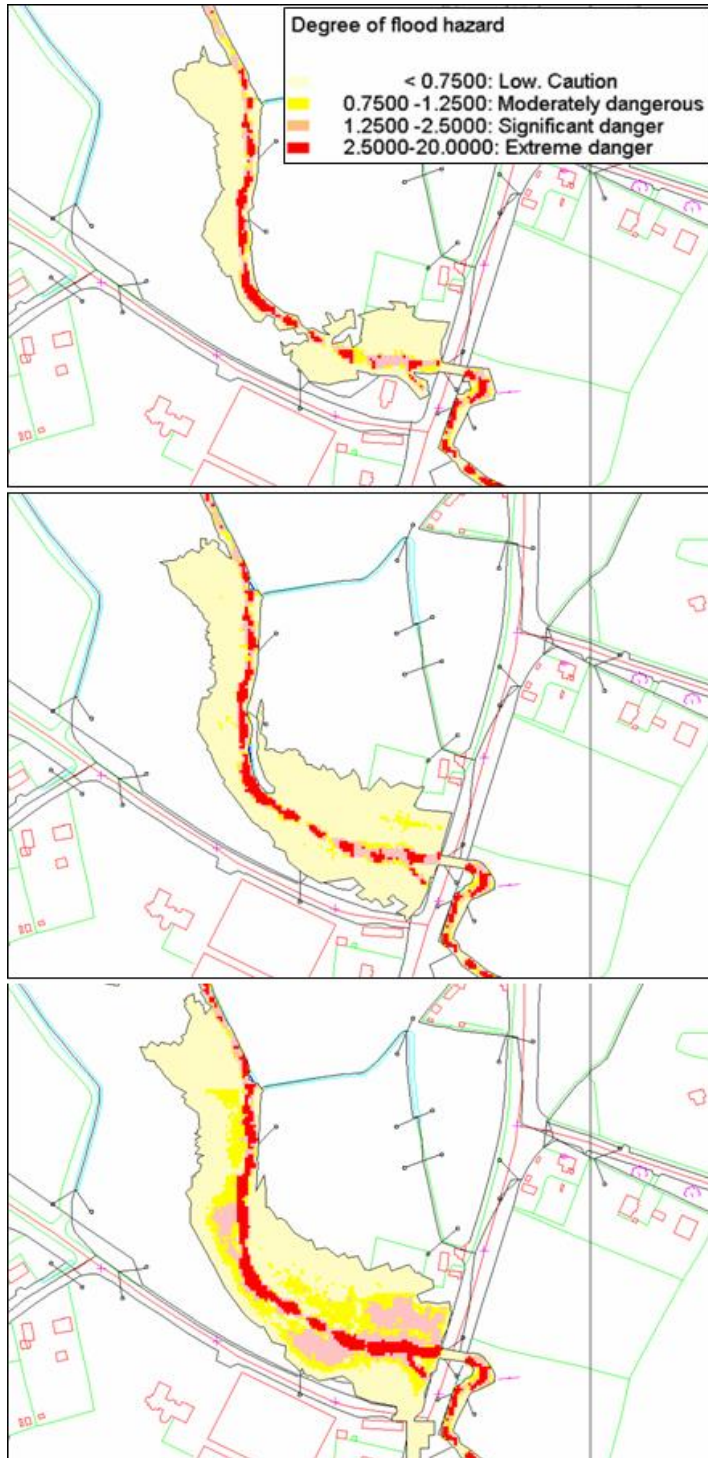 Degree of flood hazard
< 0.7500: Low. Caution
0.7500 -1.2500: Moderately dangerous
1.2500 -2.5000: Significant danger
2.5000-20.0000: Extreme danger